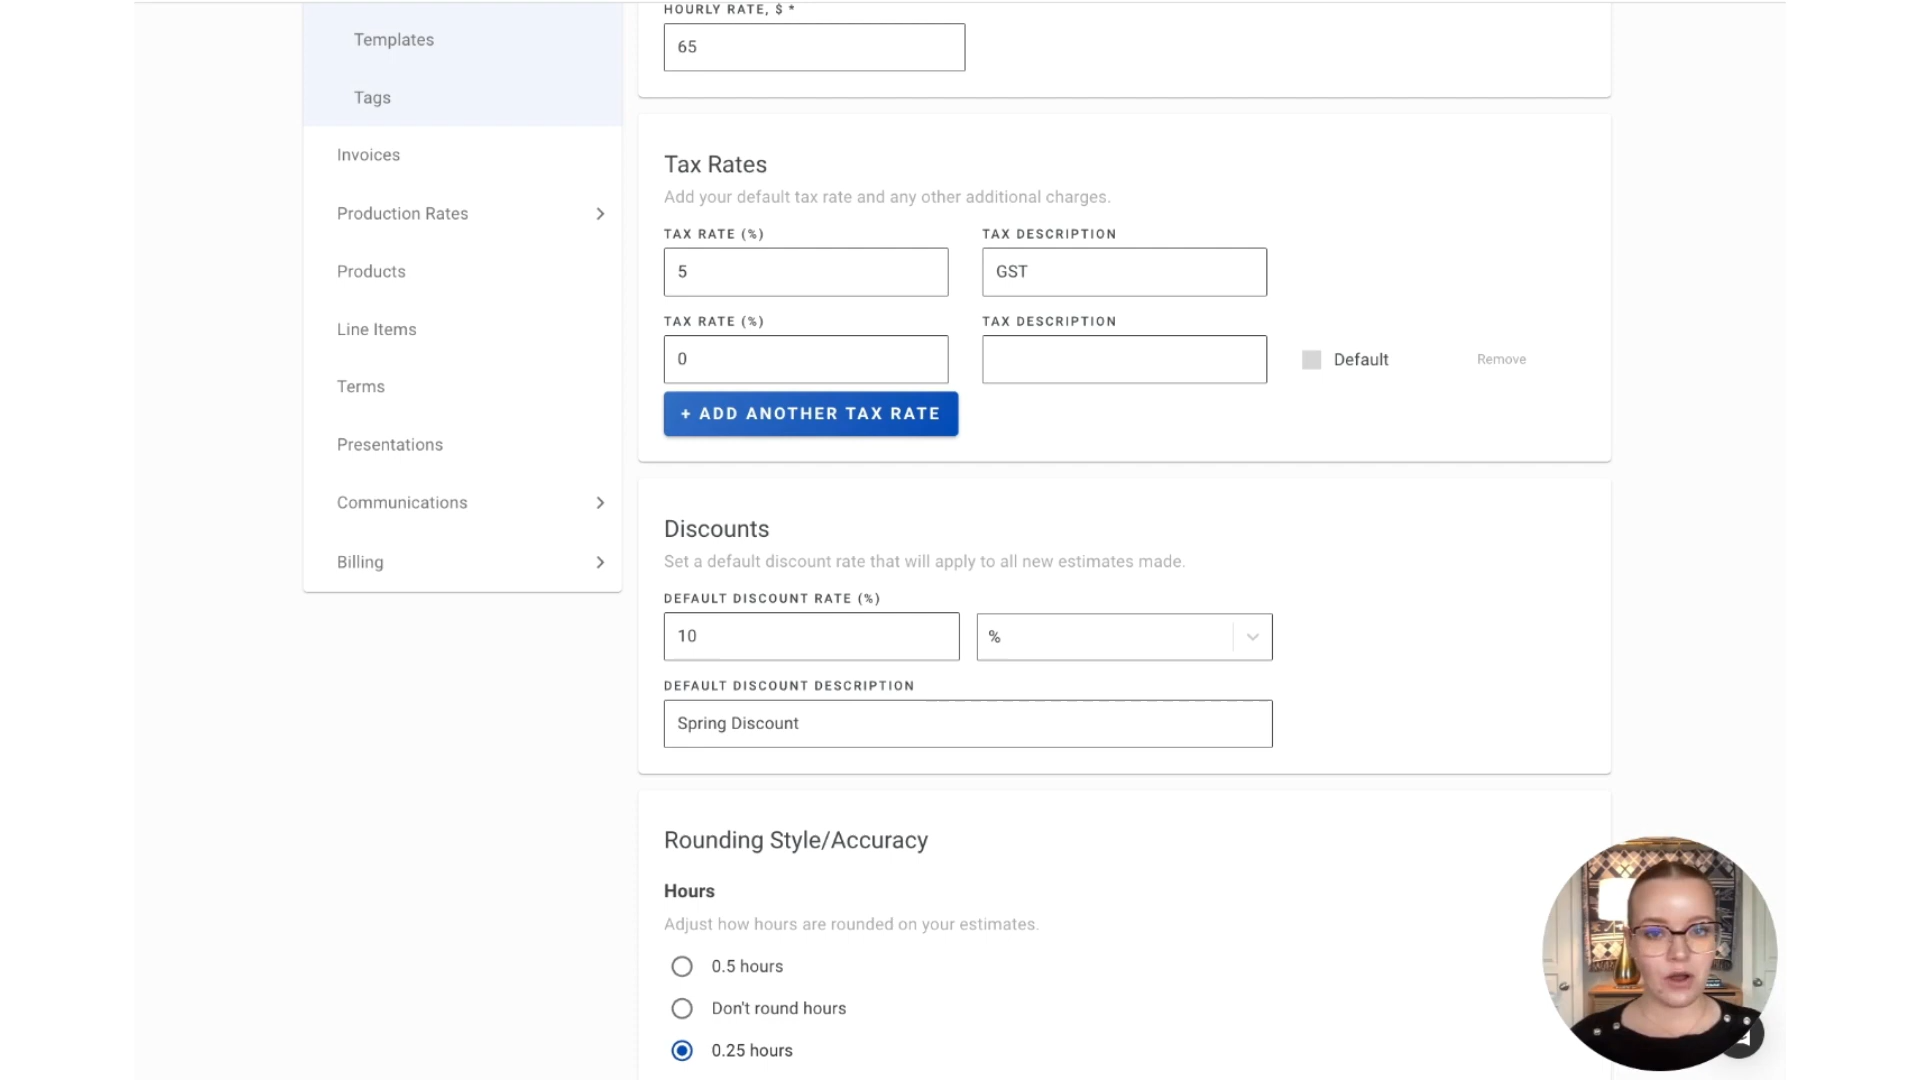 HOURLY RATE, $ *
65
Templates
Tags
Invoices
Production Rates
Products
Line Items
Terms
Presentations
Communications
Billing
Tax Rates
Add your default tax rate and any other additional charges.
TAX RATE (%) TAX DESCRIPTION
5 GST
TAX RATE (%) TAX DESCRIPTION
0 Default Remove
+ ADD ANOTHER TAX RATE
Discounts
Set a default discount rate that will apply to all new estimates made.
DEFAULT DISCOUNT RATE (%)
10 %
DEFAULT DISCOUNT DESCRIPTION
Spring Discount
Rounding Style/Accuracy
Hours
Adjust how hours are rounded on your estimates.
0.5 hours
Don't round hours
0.25 hours